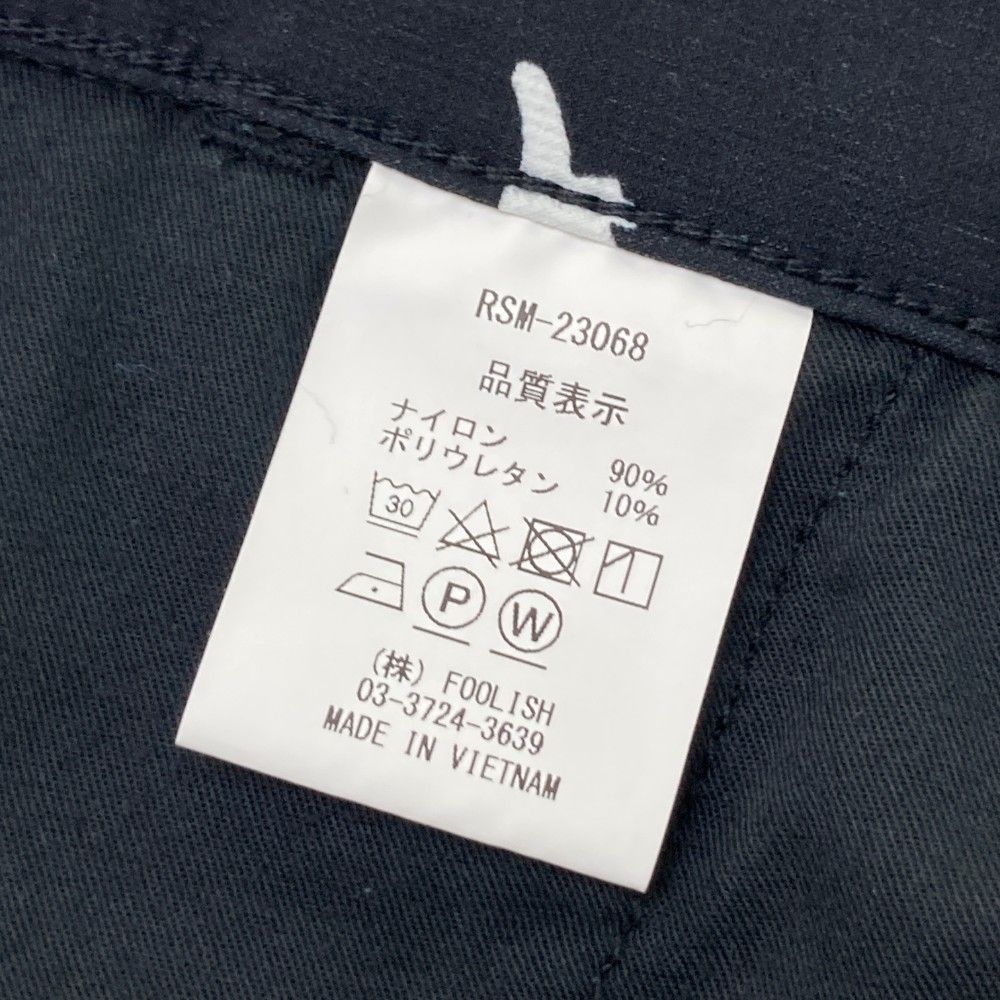 RSM-23068
品質表示
ナイロン 90%
ポリウレタン 10%
30
P W
(株) FOOLISH
03-3724-3639
MADE IN VIETNAM